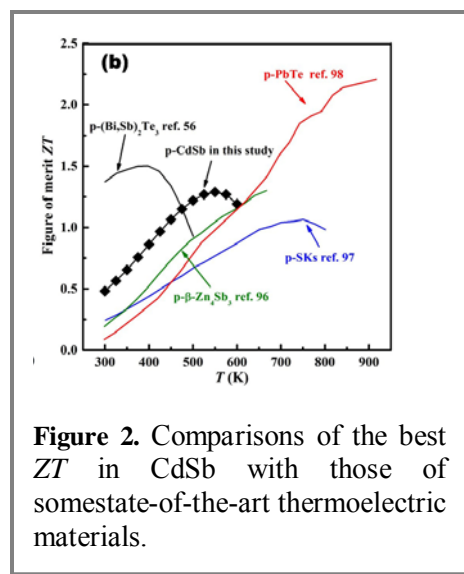 (b)
p-PbTe ref. 98
p-(Bi,Sb)₂Te₃ ref. 56
p-CdSb in this study
p-SKs ref. 97
p-β-Zn₄Sb₃ ref. 96
Figure of merit ZT
2.5
2.0
1.5
1.0
0.5
0.0
300 400 500 600 700 800 900
T (K)
Figure 2. Comparisons of the best
ZT in CdSb with those of
somestate-of-the-art thermoelectric
materials.